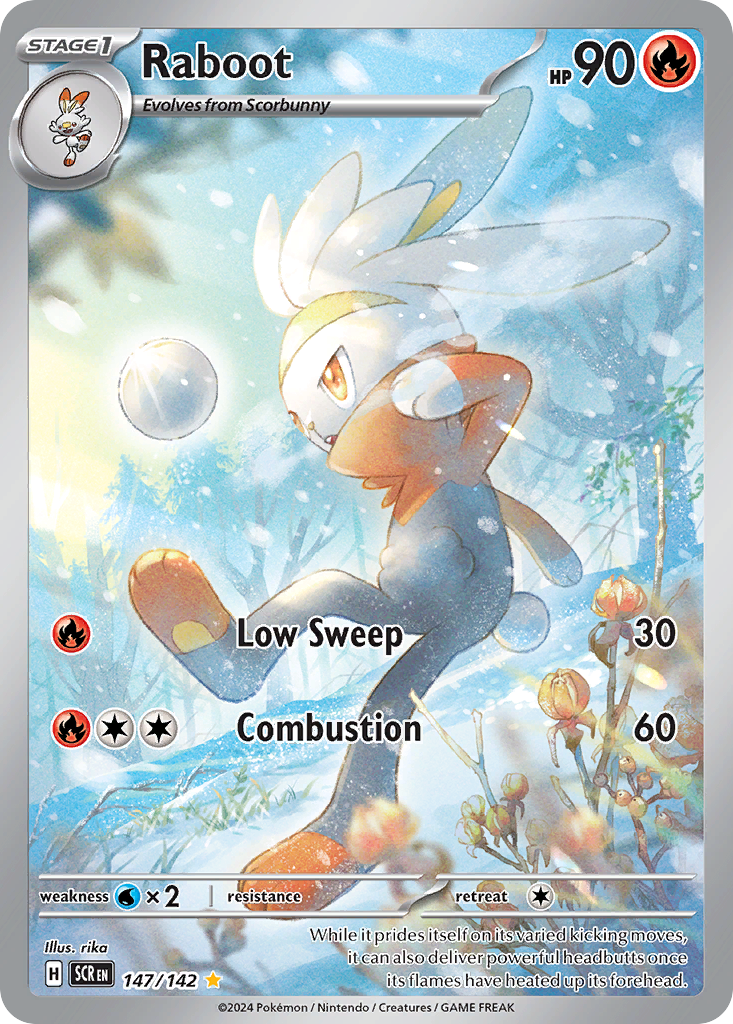 STAGE 1
Raboot
HP 90
Evolves from Scorbunny
Low Sweep 30
Combustion 60
weakness ×2 resistance retreat
Illus. rika
While it prides itself on its varied kicking moves,
it can also deliver powerful headbutts once
its flames have heated up its forehead.
H SCR EN 147/142
©2024 Pokémon / Nintendo / Creatures / GAME FREAK